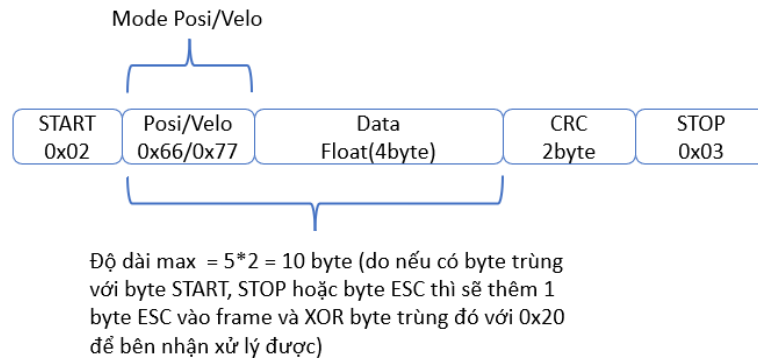 Mode Posi/Velo
START Posi/Velo Data CRC STOP
0x02 0x66/0x77 Float(4byte) 2byte 0x03
Độ dài max = 5*2 = 10 byte (do nếu có byte trùng
với byte START, STOP hoặc byte ESC thì sẽ thêm 1
byte ESC vào frame và XOR byte trùng đó với 0x20
để bên nhận xử lý được)